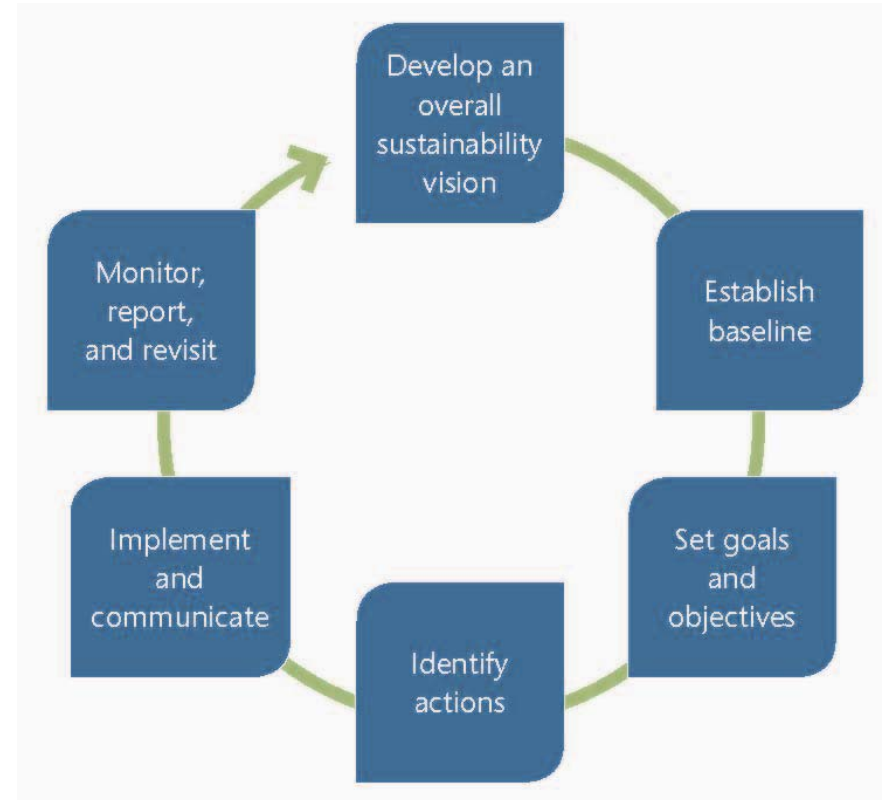 Develop an
overall
sustainability
vision
Establish
baseline
Set goals
and
objectives
Identify
actions
Implement
and
communicate
Monitor,
report,
and revisit